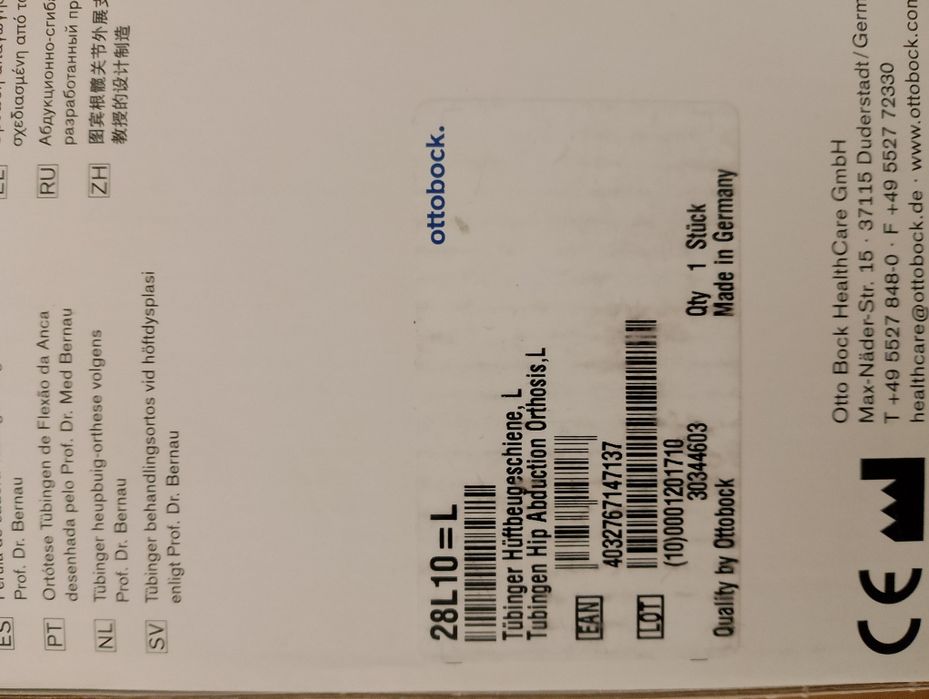 ES
Prof. Dr. Bernau
PT Ortótese Tübingen de Flexão da Anca
desenhada pelo Prof. Dr. Med Bernau
NL Tübinger heupbuig-orthese volgens
Prof. Dr. Bernau
SV Tübinger behandlingsortos vid höftdysplasi
enligt Prof. Dr. Bernau
σχεδιασμένη από
RU Абдукционно-сгиб
разработанный
ZH 图宾根髋关节外展
教授的设计制造
ottobock.
28L10=L
Tübinger Hüftbeugeschiene, L
Tubingen Hip Abduction Orthosis,L
EAN
4032767147137
LOT
(10)0001201710
30344603
Qty 1 Stück
Quality by Ottobock
Made in Germany
CE
Otto Bock HealthCare GmbH
Max-Näder-Str. 15 · 37115 Duderstadt/Germ
T +49 5527 848-0 · F +49 5527 72330
healthcare@ottobock.de · www.ottobock.com